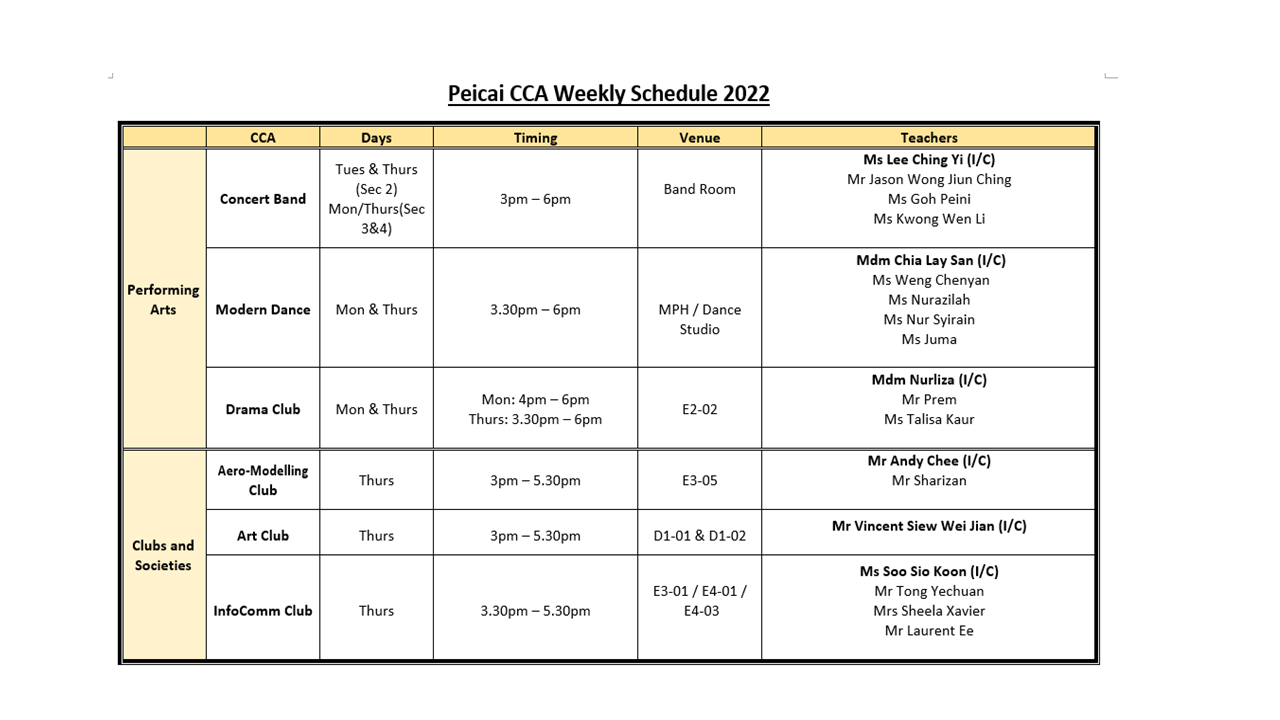 Peicai CCA Weekly Schedule 2022
CCA Days Timing Venue Teachers
Performing
Arts
Concert Band
Tues & Thurs
(Sec 2)
Mon/Thurs(Sec
3&4)
3pm – 6pm
Band Room
Ms Lee Ching Yi (I/C)
Mr Jason Wong Jiun Ching
Ms Goh Peini
Ms Kwong Wen Li
Modern Dance
Mon & Thurs
3.30pm – 6pm
MPH / Dance
Studio
Mdm Chia Lay San (I/C)
Ms Weng Chenyan
Ms Nurazilah
Ms Nur Syirain
Ms Juma
Drama Club
Mon & Thurs
Mon: 4pm – 6pm
Thurs: 3.30pm – 6pm
E2-02
Mdm Nurliza (I/C)
Mr Prem
Ms Talisa Kaur
Clubs and
Societies
Aero-Modelling
Club
Thurs
3pm – 5.30pm
E3-05
Mr Andy Chee (I/C)
Mr Sharizan
Art Club
Thurs
3pm – 5.30pm
D1-01 & D1-02
Mr Vincent Siew Wei Jian (I/C)
InfoComm Club
Thurs
3.30pm – 5.30pm
E3-01 / E4-01 /
E4-03
Ms Soo Sio Koon (I/C)
Mr Tong Yechuan
Mrs Sheela Xavier
Mr Laurent Ee